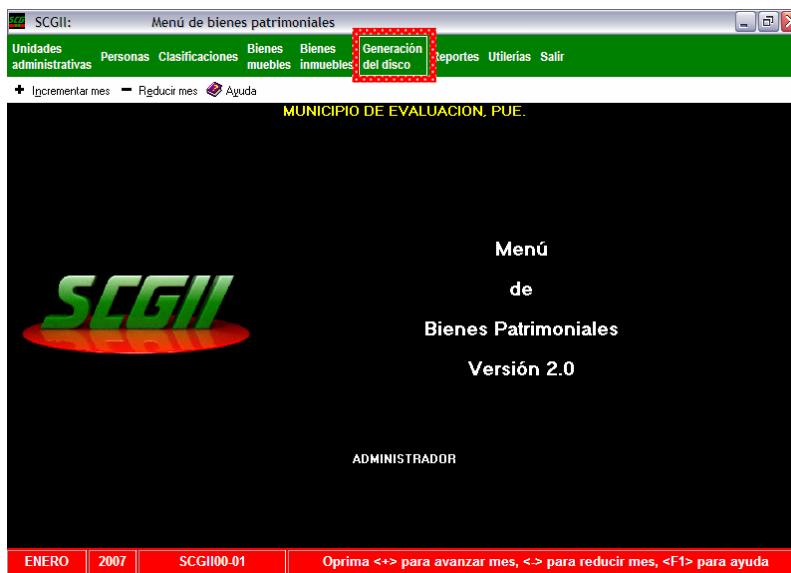 SCGII: Menú de bienes patrimoniales
Unidades administrativas Personas Clasificaciones Bienes muebles Bienes inmuebles Generación del disco Reportes Utilerías Salir
Incrementar mes Reducir mes Ayuda
MUNICIPIO DE EVALUACION, PUE.
SCGII
Menú
de
Bienes Patrimoniales
Versión 2.0
ADMINISTRADOR
ENERO 2007 SCGII00-01 Oprima <+> para avanzar mes, <-> para reducir mes, <F1> para ayuda